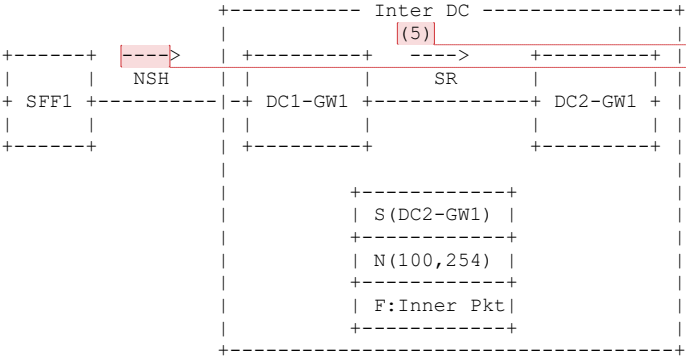 +----------- Inter DC ----------------+
| (5) |
+------+ ----> | +---------+ ----> +---------+ |
| | NSH | | | SR | | |
+ SFF1 +----------|-+ DC1-GW1 +-------------+ DC2-GW1 + |
| | | | | | | |
+------+ | +---------+ +---------+ |
| |
| +------------+ |
| | S(DC2-GW1) | |
| +------------+ |
| | N(100,254) | |
| +------------+ |
| | F:Inner Pkt| |
| +------------+ |
+-------------------------------------+